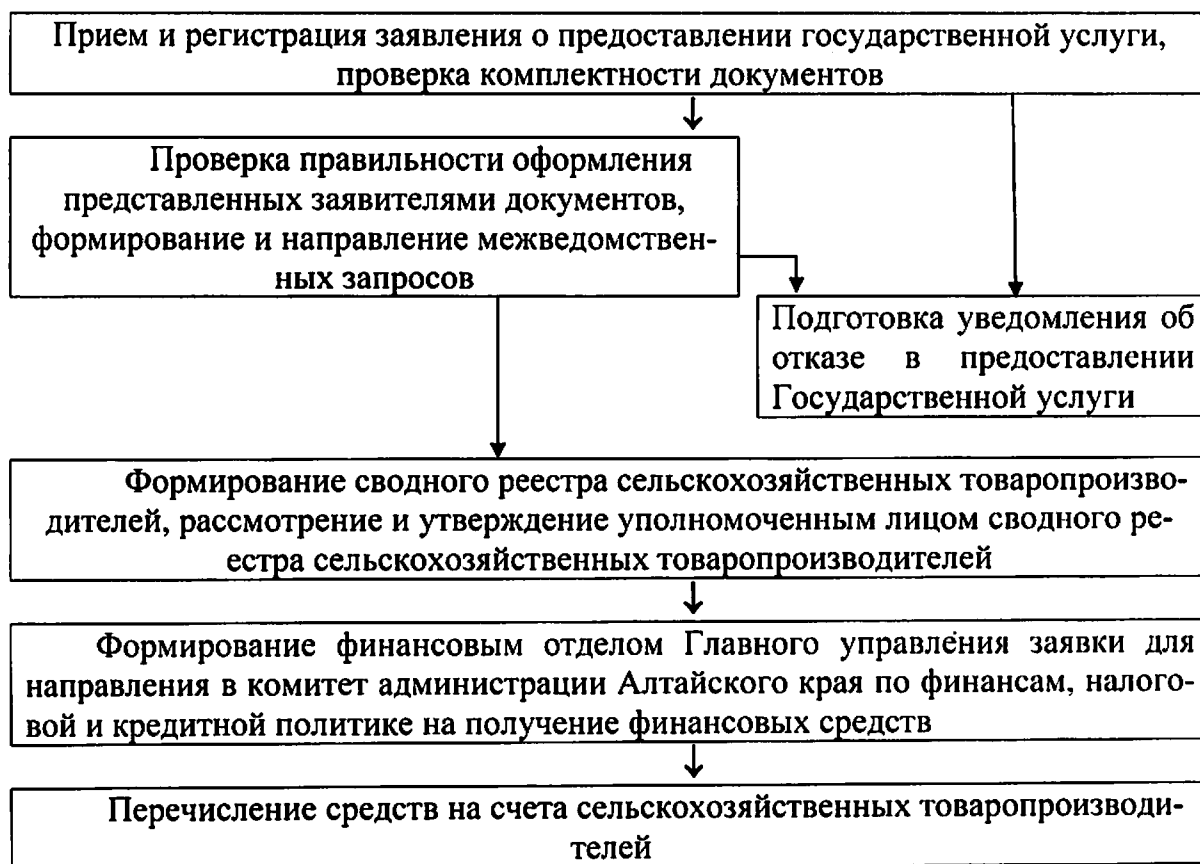 Прием и регистрация заявления о предоставлении государственной услуги,
проверка комплектности документов
Проверка правильности оформления
представленных заявителями документов,
формирование и направление межведомствен-
ных запросов
Подготовка уведомления об
отказе в предоставлении
Государственной услуги
Формирование сводного реестра сельскохозяйственных товаропроизво-
дителей, рассмотрение и утверждение уполномоченным лицом сводного ре-
естра сельскохозяйственных товаропроизводителей
Формирование финансовым отделом Главного управления заявки для
направления в комитет администрации Алтайского края по финансам, налого-
вой и кредитной политике на получение финансовых средств
Перечисление средств на счета сельскохозяйственных товаропроизводи-
телей